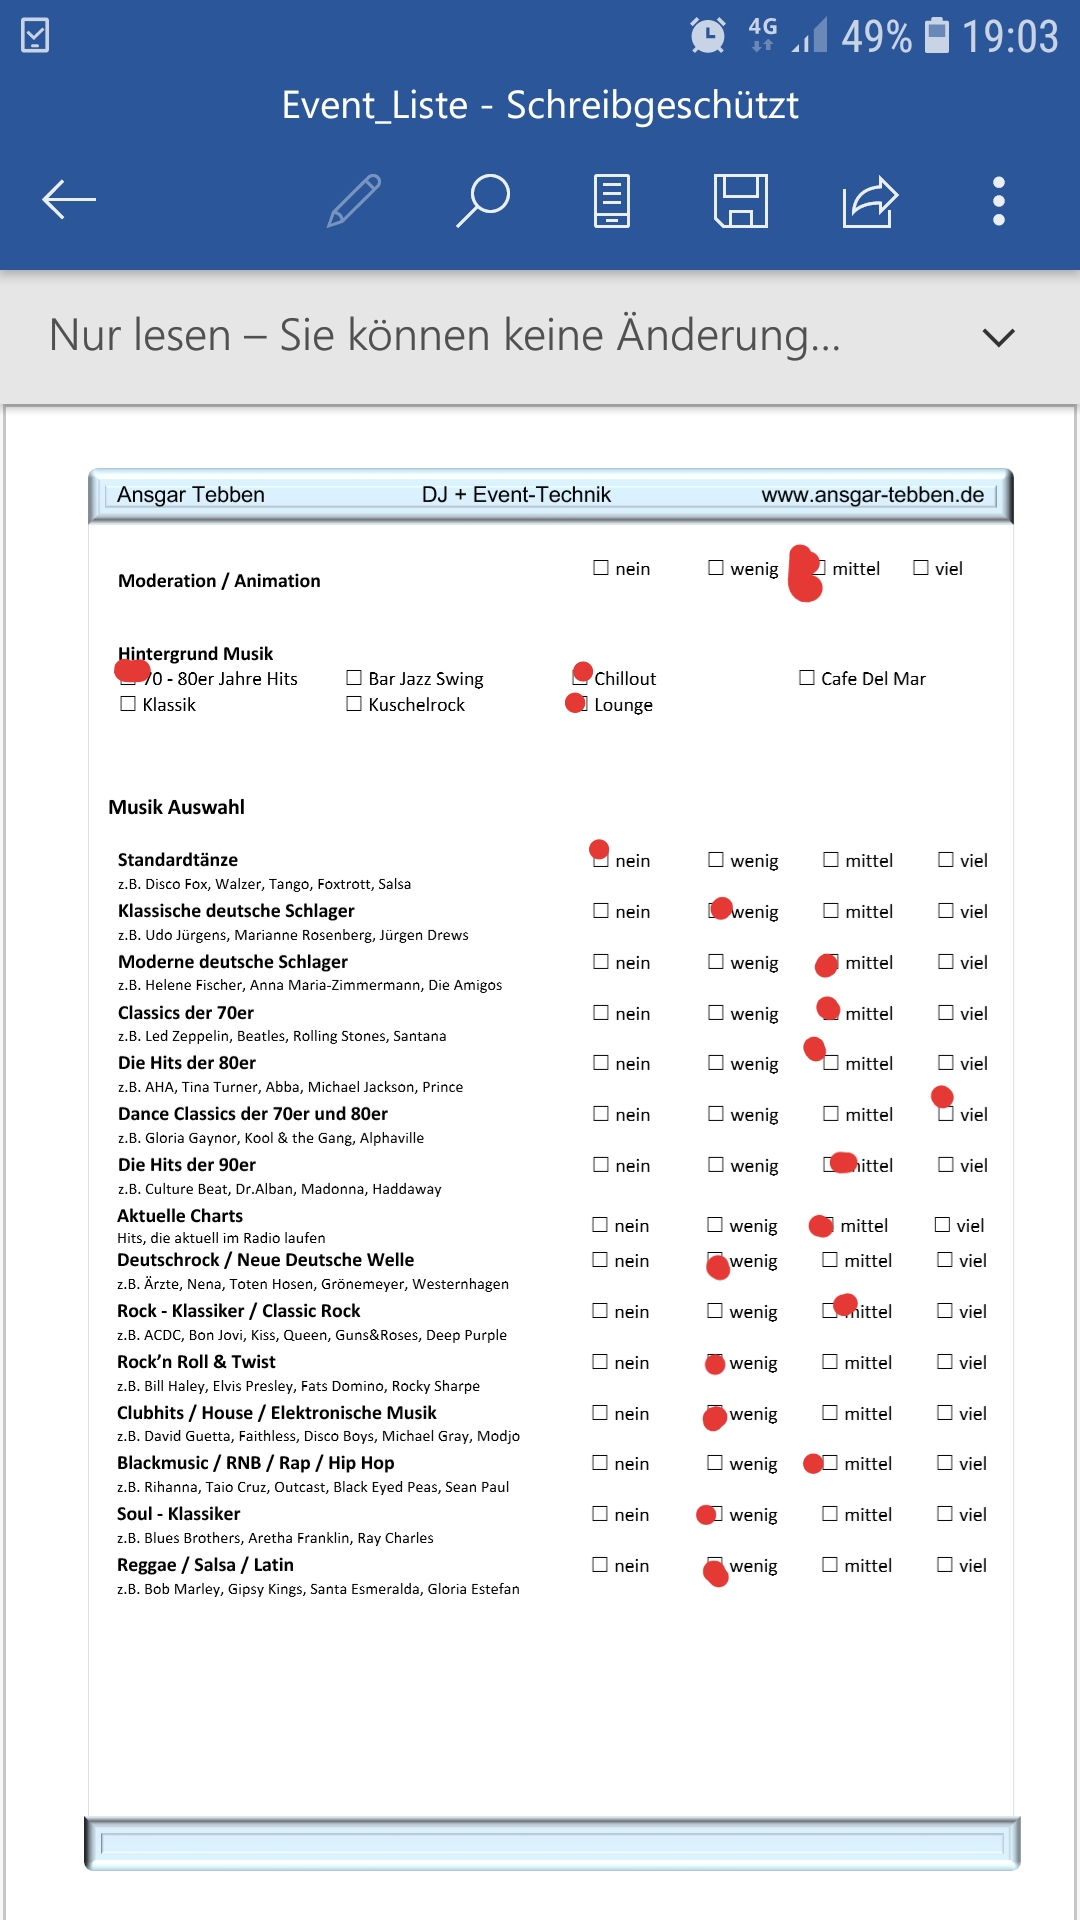 4G 49% 19:03
Event_Liste - Schreibgeschützt
Nur lesen – Sie können keine Änderung...
Ansgar Tebben DJ + Event-Technik www.ansgar-tebben.de
Moderation / Animation ☐ nein ☐ wenig ☐ mittel ☐ viel
Hintergrund Musik
☐ 70 - 80er Jahre Hits ☐ Bar Jazz Swing ☐ Chillout ☐ Cafe Del Mar
☐ Klassik ☐ Kuschelrock ☐ Lounge
Musik Auswahl
Standardtänze ☐ nein ☐ wenig ☐ mittel ☐ viel
z.B. Disco Fox, Walzer, Tango, Foxtrott, Salsa
Klassische deutsche Schlager ☐ nein ☐ wenig ☐ mittel ☐ viel
z.B. Udo Jürgens, Marianne Rosenberg, Jürgen Drews
Moderne deutsche Schlager ☐ nein ☐ wenig ☐ mittel ☐ viel
z.B. Helene Fischer, Anna Maria-Zimmermann, Die Amigos
Classics der 70er ☐ nein ☐ wenig ☐ mittel ☐ viel
z.B. Led Zeppelin, Beatles, Rolling Stones, Santana
Die Hits der 80er ☐ nein ☐ wenig ☐ mittel ☐ viel
z.B. AHA, Tina Turner, Abba, Michael Jackson, Prince
Dance Classics der 70er und 80er ☐ nein ☐ wenig ☐ mittel ☐ viel
z.B. Gloria Gaynor, Kool & the Gang, Alphaville
Die Hits der 90er ☐ nein ☐ wenig ☐ mittel ☐ viel
z.B. Culture Beat, Dr.Alban, Madonna, Haddaway
Aktuelle Charts ☐ nein ☐ wenig ☐ mittel ☐ viel
Hits, die aktuell im Radio laufen
Deutschrock / Neue Deutsche Welle ☐ nein ☐ wenig ☐ mittel ☐ viel
z.B. Ärzte, Nena, Toten Hosen, Grönemeyer, Westernhagen
Rock - Klassiker / Classic Rock ☐ nein ☐ wenig ☐ mittel ☐ viel
z.B. ACDC, Bon Jovi, Kiss, Queen, Guns&Roses, Deep Purple
Rock’n Roll & Twist ☐ nein ☐ wenig ☐ mittel ☐ viel
z.B. Bill Haley, Elvis Presley, Fats Domino, Rocky Sharpe
Clubhits / House / Elektronische Musik ☐ nein ☐ wenig ☐ mittel ☐ viel
z.B. David Guetta, Faithless, Disco Boys, Michael Gray, Modjo
Blackmusic / RNB / Rap / Hip Hop ☐ nein ☐ wenig ☐ mittel ☐ viel
z.B. Rihanna, Taio Cruz, Outcast, Black Eyed Peas, Sean Paul
Soul - Klassiker ☐ nein ☐ wenig ☐ mittel ☐ viel
z.B. Blues Brothers, Aretha Franklin, Ray Charles
Reggae / Salsa / Latin ☐ nein ☐ wenig ☐ mittel ☐ viel
z.B. Bob Marley, Gipsy Kings, Santa Esmeralda, Gloria Estefan